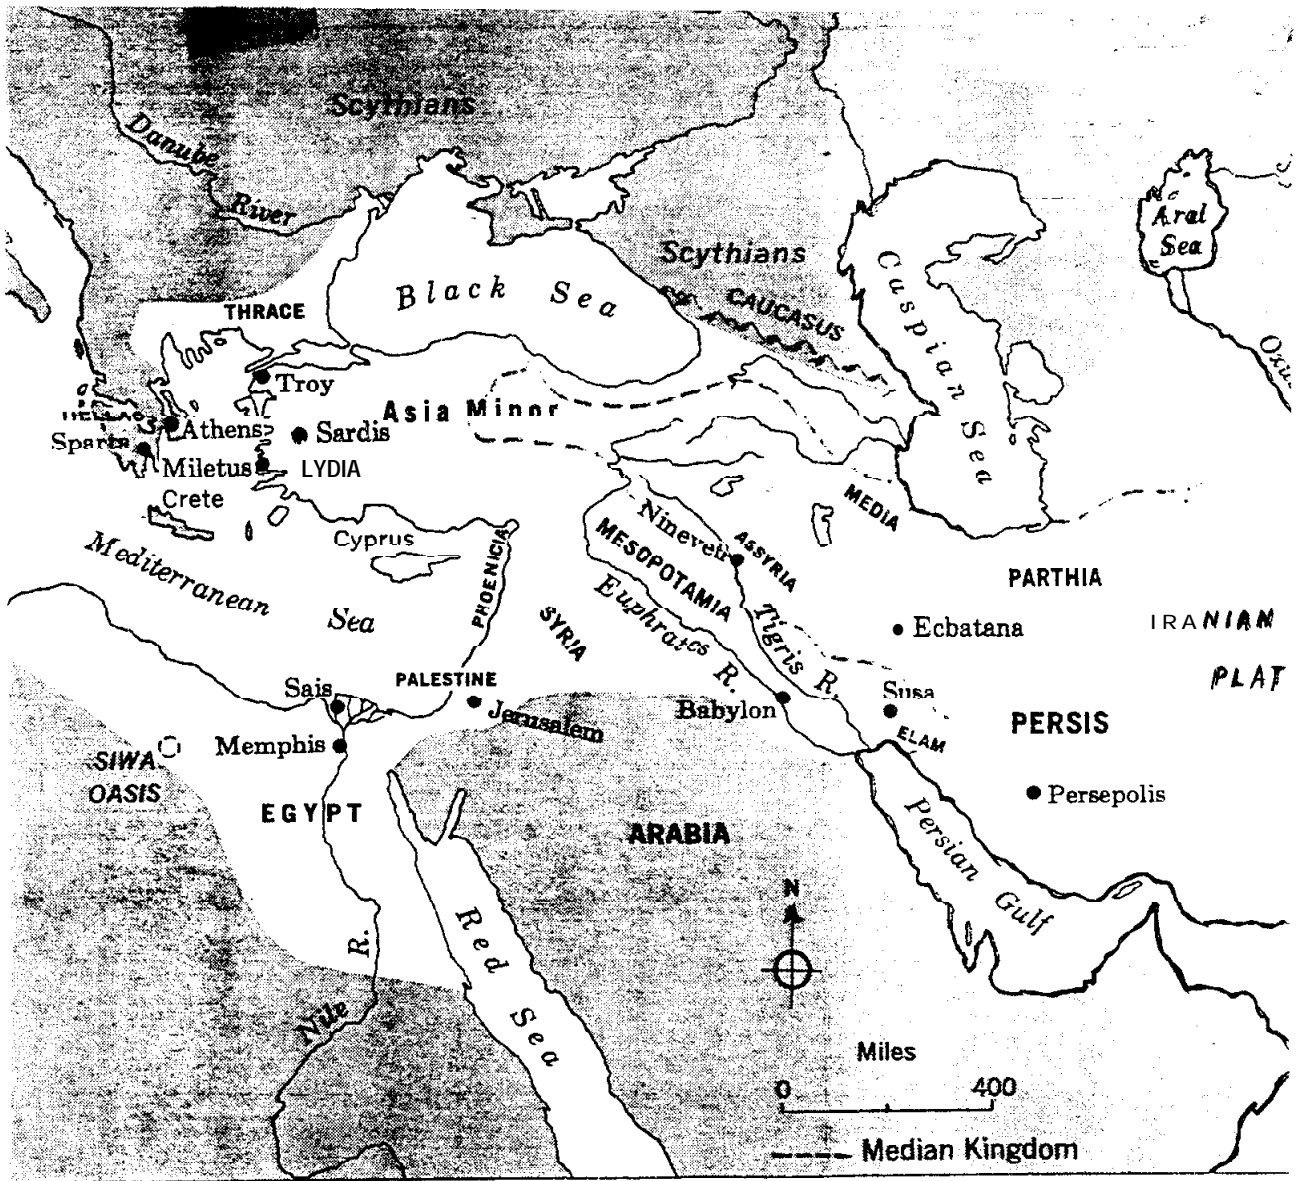 Scythians
Danube
River
Aral
Sea
Scythians
Black Sea
CAUCASUS
Caspian Sea
THRACE
Troy
Asia Minor
Athens
Sardis
Sparta
Miletus
LYDIA
Crete
MEDIA
Cyprus
Mediterranean
Sea
PHOENICIA
Nineveh
ASSYRIA
MESOPOTAMIA
PARTHIA
SYRIA
Euphrates
R.
Tigris R.
Ecbatana
IRANIAN
PLAT
PALESTINE
Sais
Jerusalem
Babylon
Susa
ELAM
PERSIS
Memphis
SIWA
OASIS
EGYPT
ARABIA
Persepolis
Persian Gulf
N
Red Sea
R.
Nile
Miles
0 400
Median Kingdom